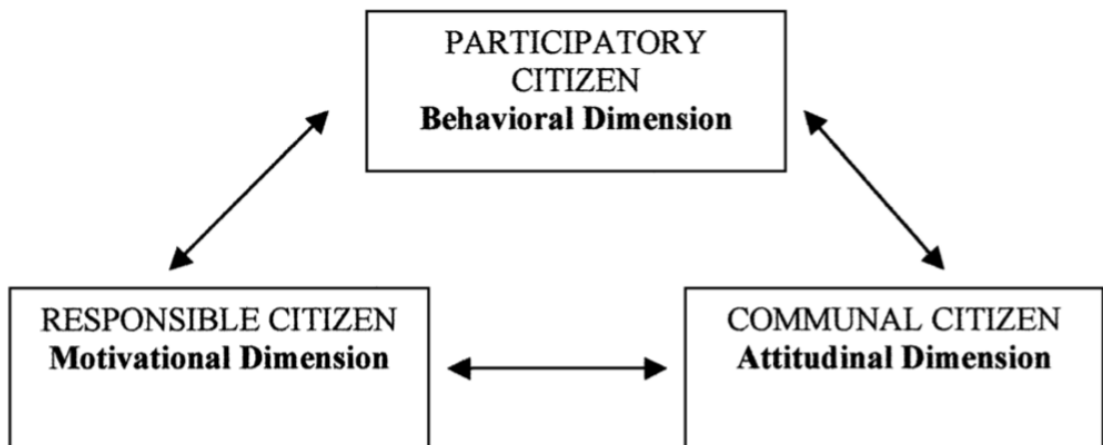 PARTICIPATORY
CITIZEN
Behavioral Dimension
RESPONSIBLE CITIZEN
Motivational Dimension
COMMUNAL CITIZEN
Attitudinal Dimension